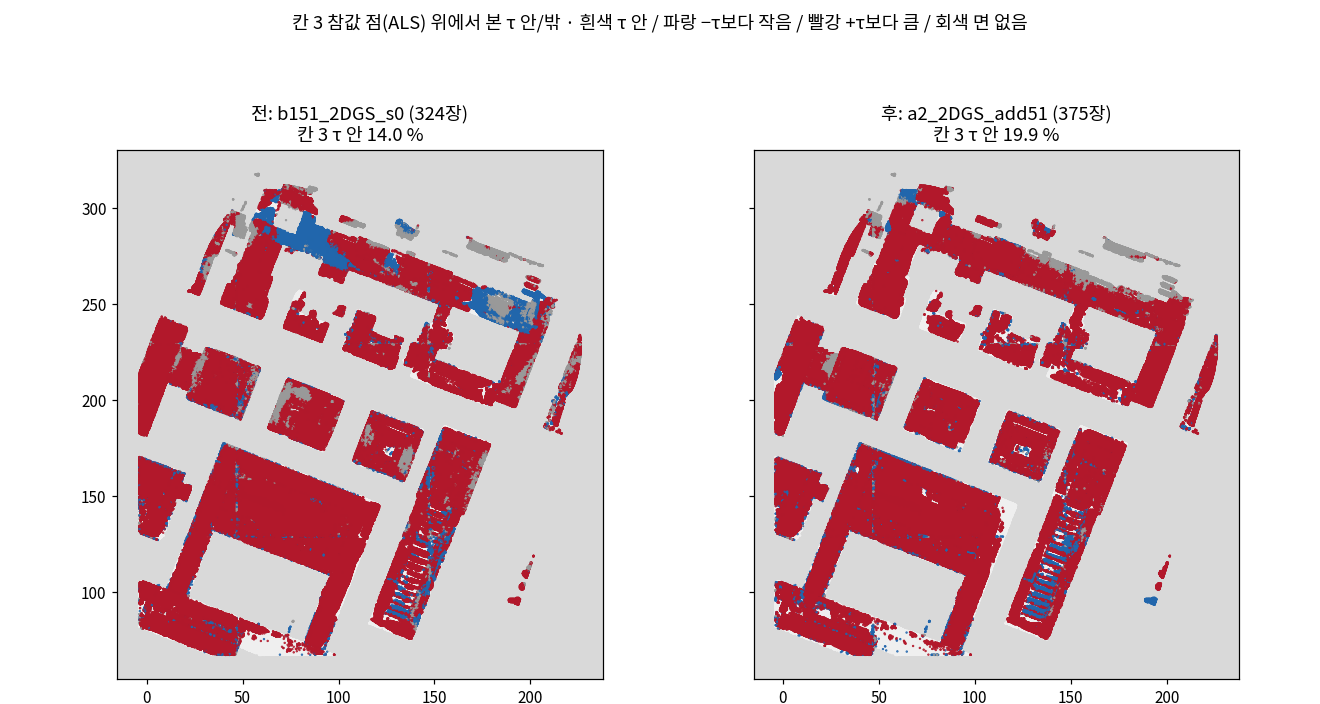 칸 3 참값 점(ALS) 위에서 본 τ 안/밖 · 흰색 τ 안 / 파랑 −τ보다 작음 / 빨강 +τ보다 큼 / 회색 면 없음
전: b151_2DGS_s0 (324장)
칸 3 τ 안 14.0 %
후: a2_2DGS_add51 (375장)
칸 3 τ 안 19.9 %
300
250
200
150
100
0 50 100 150 200
0 50 100 150 200